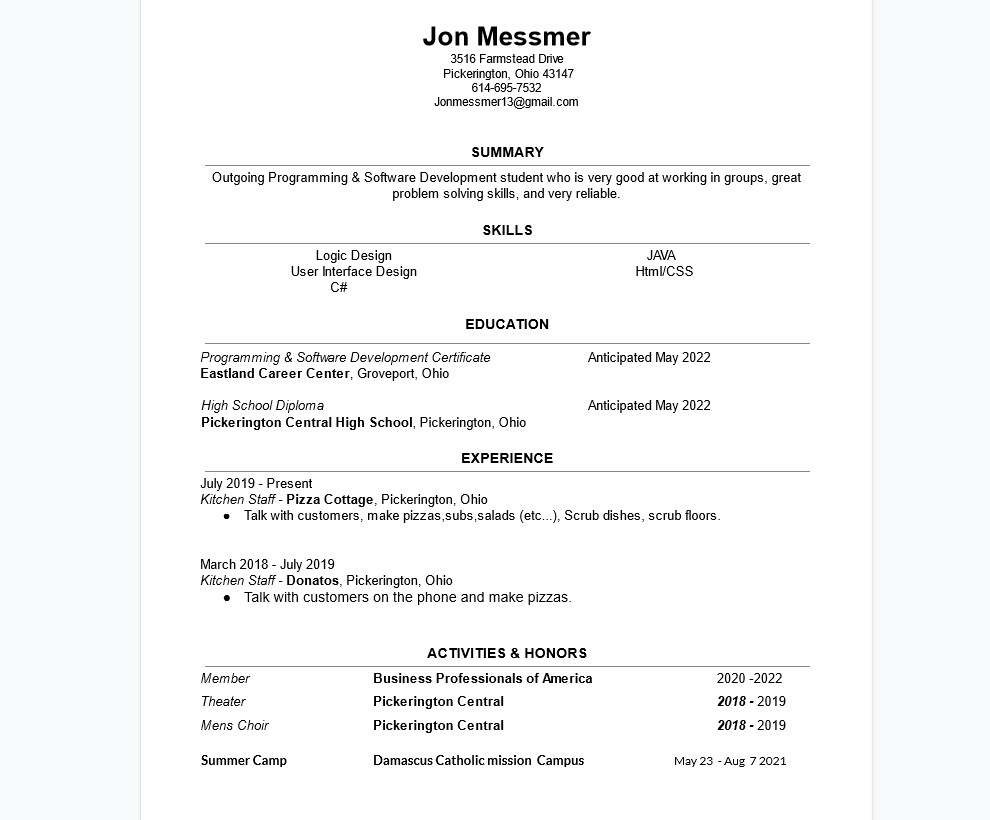 Jon Messmer
3516 Farmstead Drive
Pickerington, Ohio 43147
614-695-7532
Jonmessmer13@gmail.com
SUMMARY
Outgoing Programming & Software Development student who is very good at working in groups, great
problem solving skills, and very reliable.
SKILLS
Logic Design JAVA
User Interface Design Html/CSS
C#
EDUCATION
Programming & Software Development Certificate Anticipated May 2022
Eastland Career Center, Groveport, Ohio
High School Diploma Anticipated May 2022
Pickerington Central High School, Pickerington, Ohio
EXPERIENCE
July 2019 - Present
Kitchen Staff - Pizza Cottage, Pickerington, Ohio
● Talk with customers, make pizzas,subs,salads (etc...), Scrub dishes, scrub floors.
March 2018 - July 2019
Kitchen Staff - Donatos, Pickerington, Ohio
● Talk with customers on the phone and make pizzas.
ACTIVITIES & HONORS
Member Business Professionals of America 2020 -2022
Theater Pickerington Central 2018 - 2019
Mens Choir Pickerington Central 2018 - 2019
Summer Camp Damascus Catholic mission Campus May 23 - Aug 7 2021